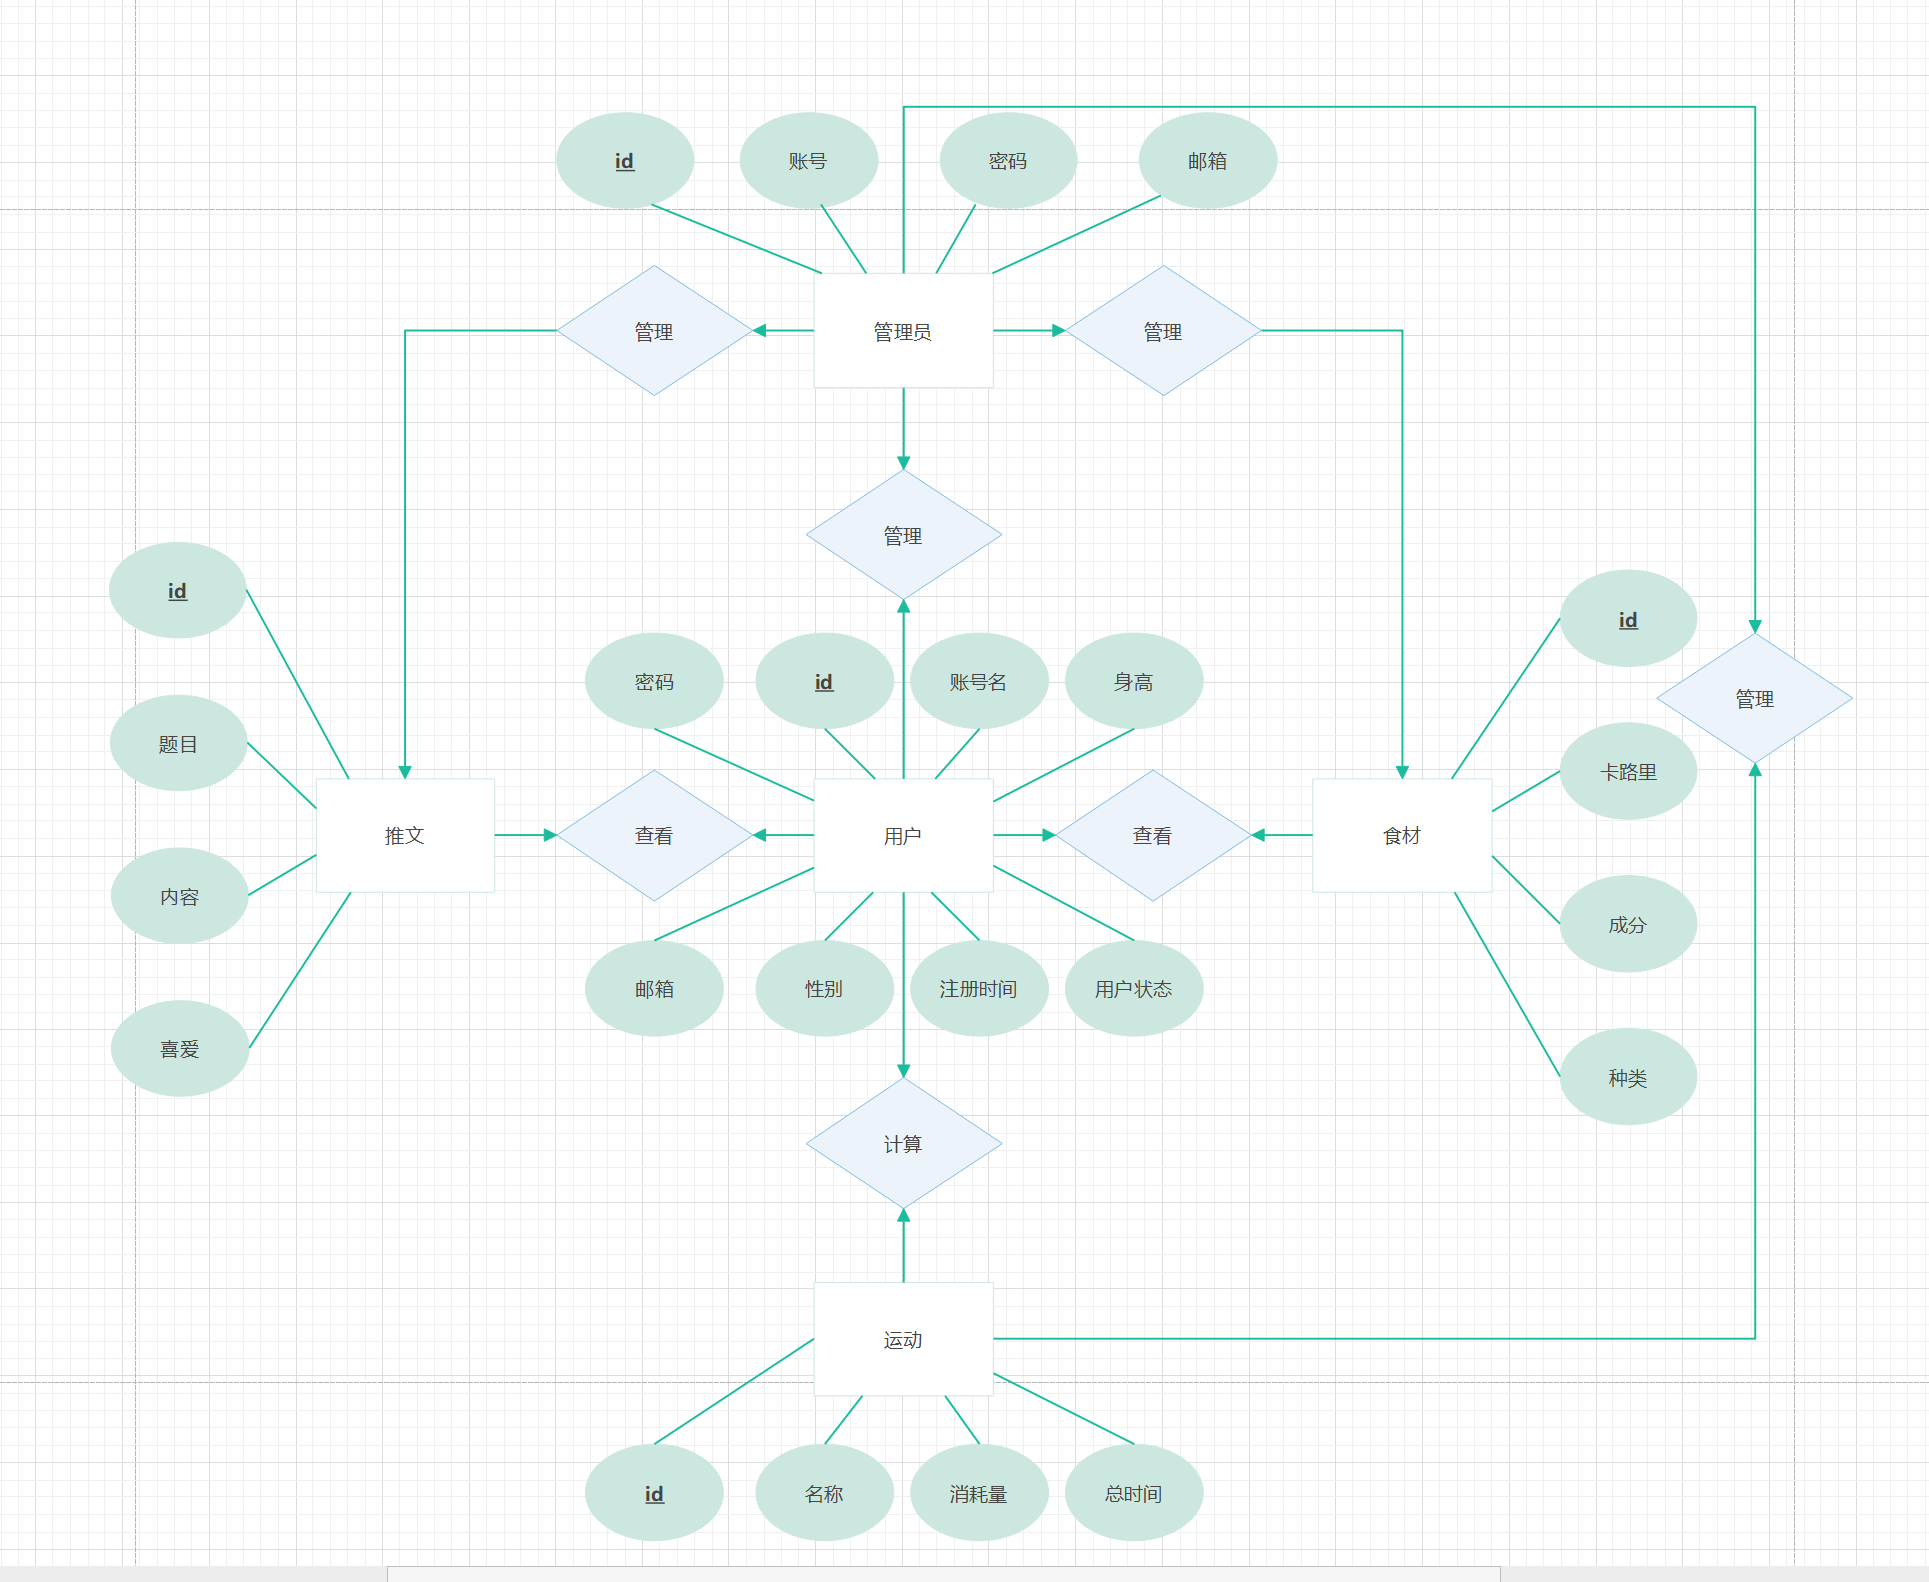 id
账号
密码
邮箱
管理
管理员
管理
管理
id
id
密码
id
账号名
身高
管理
题目
卡路里
推文
查看
用户
查看
食材
内容
成分
邮箱
性别
注册时间
用户状态
喜爱
种类
计算
运动
id
名称
消耗量
总时间